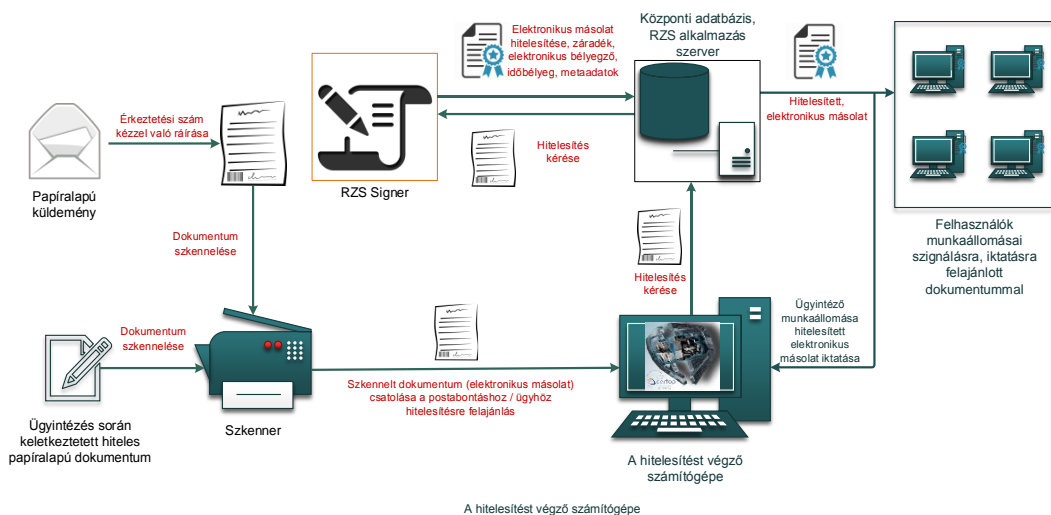 Elektronikus másolat
hitelesítése, záradék,
elektronikus bélyegző,
időbélyeg, metaadatok
Központi adatbázis,
RZS alkalmazás
szerver
Érkeztetési szám
kézzel való ráírása
Hitelesítés
kérése
Hitelesített,
elektronikus másolat
Papíralapú
küldemény
RZS Signer
Felhasználók
munkaállomásai
szignálásra, iktatásra
felajánlott
dokumentummal
Dokumentum
szkennelése
Hitelesítés
kérése
Ügyintéző
munkaállomása
hitelesített
elektronikus
másolat iktatása
Dokumentum
szkennelése
Szkennelt dokumentum (elektronikus másolat)
csatolása a postabontáshoz / ügyhöz
hitelesítésre felajánlás
Ügyintézés során
keletkeztetett hiteles
papíralapú dokumentum
Szkenner
A hitelesítést végző
számítógépe
A hitelesítést végző számítógépe